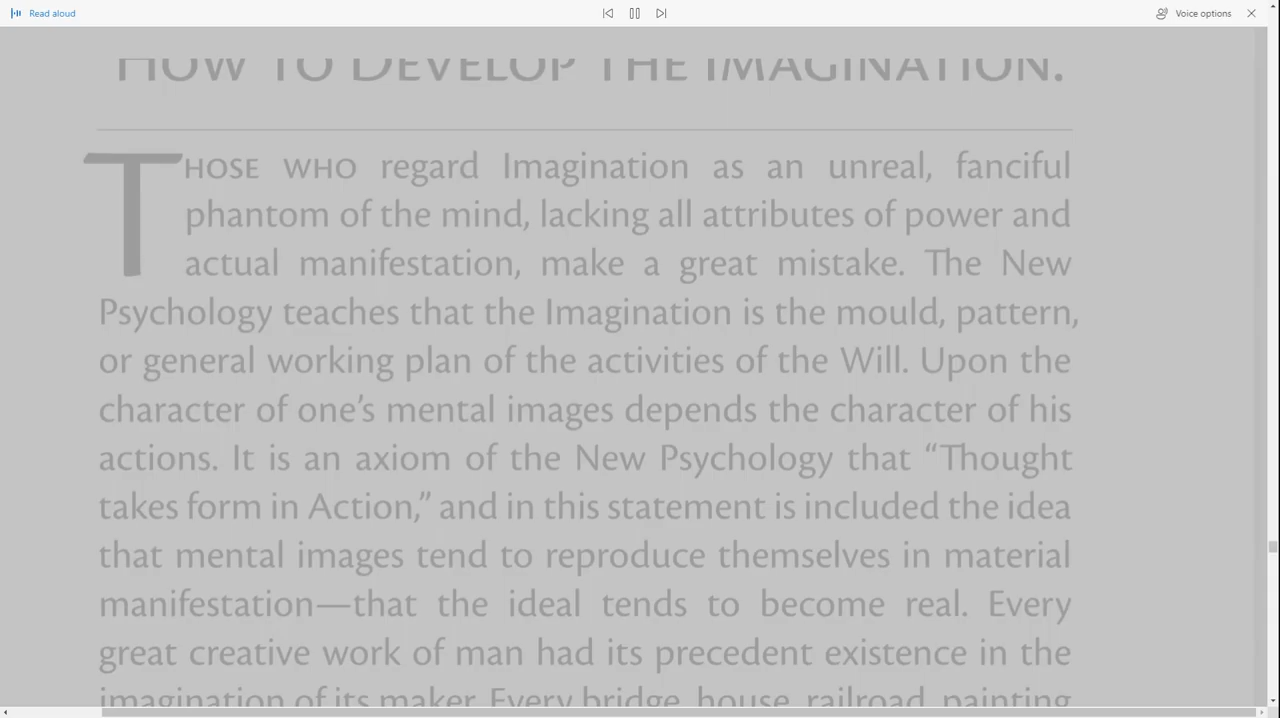 Read aloud
Voice options
HOW TO DEVELOP THE IMAGINATION.
THOSE WHO regard Imagination as an unreal, fanciful
phantom of the mind, lacking all attributes of power and
actual manifestation, make a great mistake. The New
Psychology teaches that the Imagination is the mould, pattern,
or general working plan of the activities of the Will. Upon the
character of one’s mental images depends the character of his
actions. It is an axiom of the New Psychology that “Thought
takes form in Action,” and in this statement is included the idea
that mental images tend to reproduce themselves in material
manifestation—that the ideal tends to become real. Every
great creative work of man had its precedent existence in the
imagination of its maker. Every bridge, house, railroad, painting